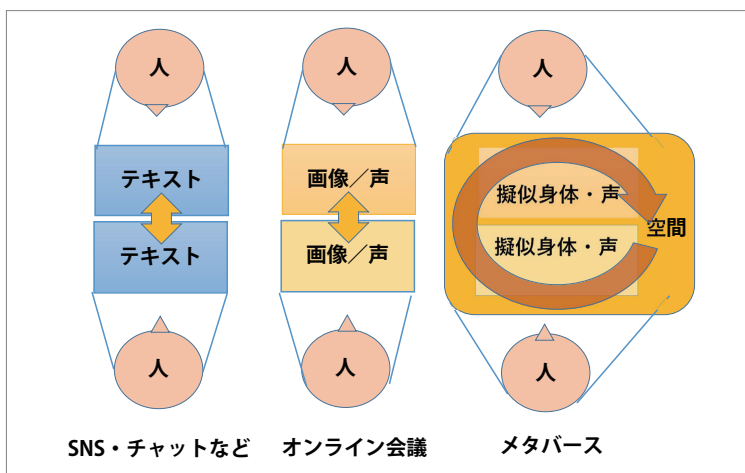 人
テキスト
テキスト
人
SNS・チャットなど
人
画像／声
画像／声
人
オンライン会議
人
擬似身体・声
空間
擬似身体・声
人
メタバース